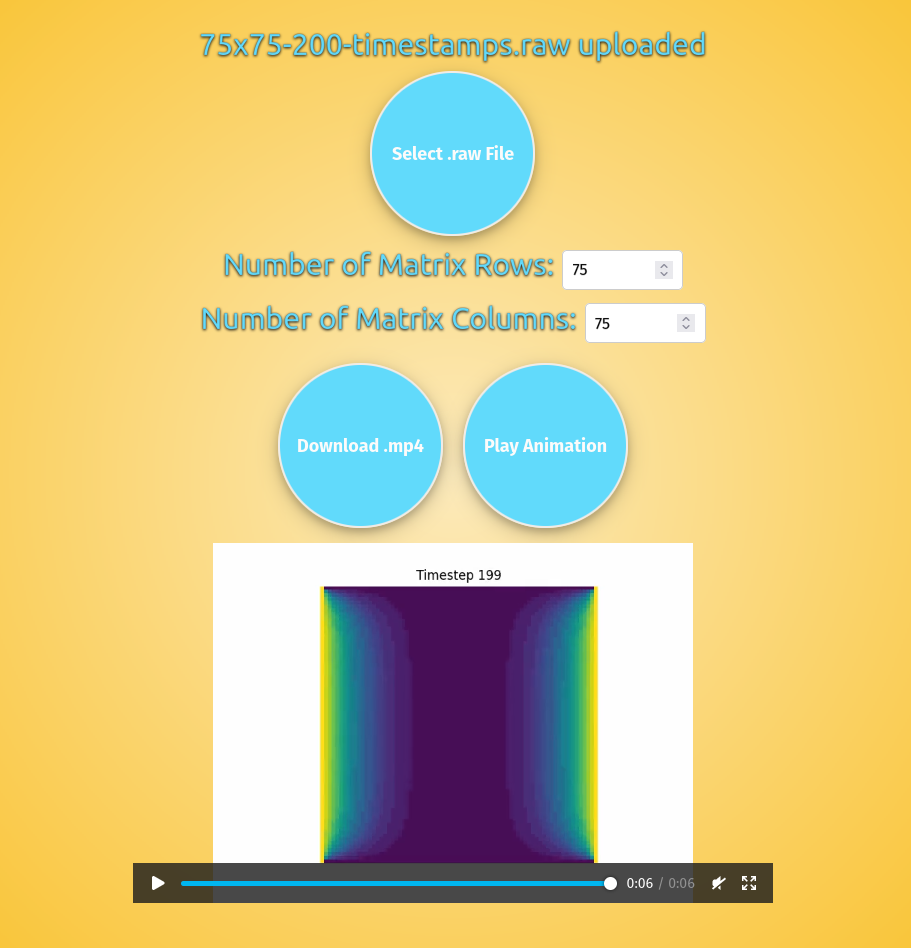 75x75-200-timestamps.raw uploaded
Select .raw File
Number of Matrix Rows: 75
Number of Matrix Columns: 75
Download .mp4
Play Animation
Timestep 199
0:06 / 0:06